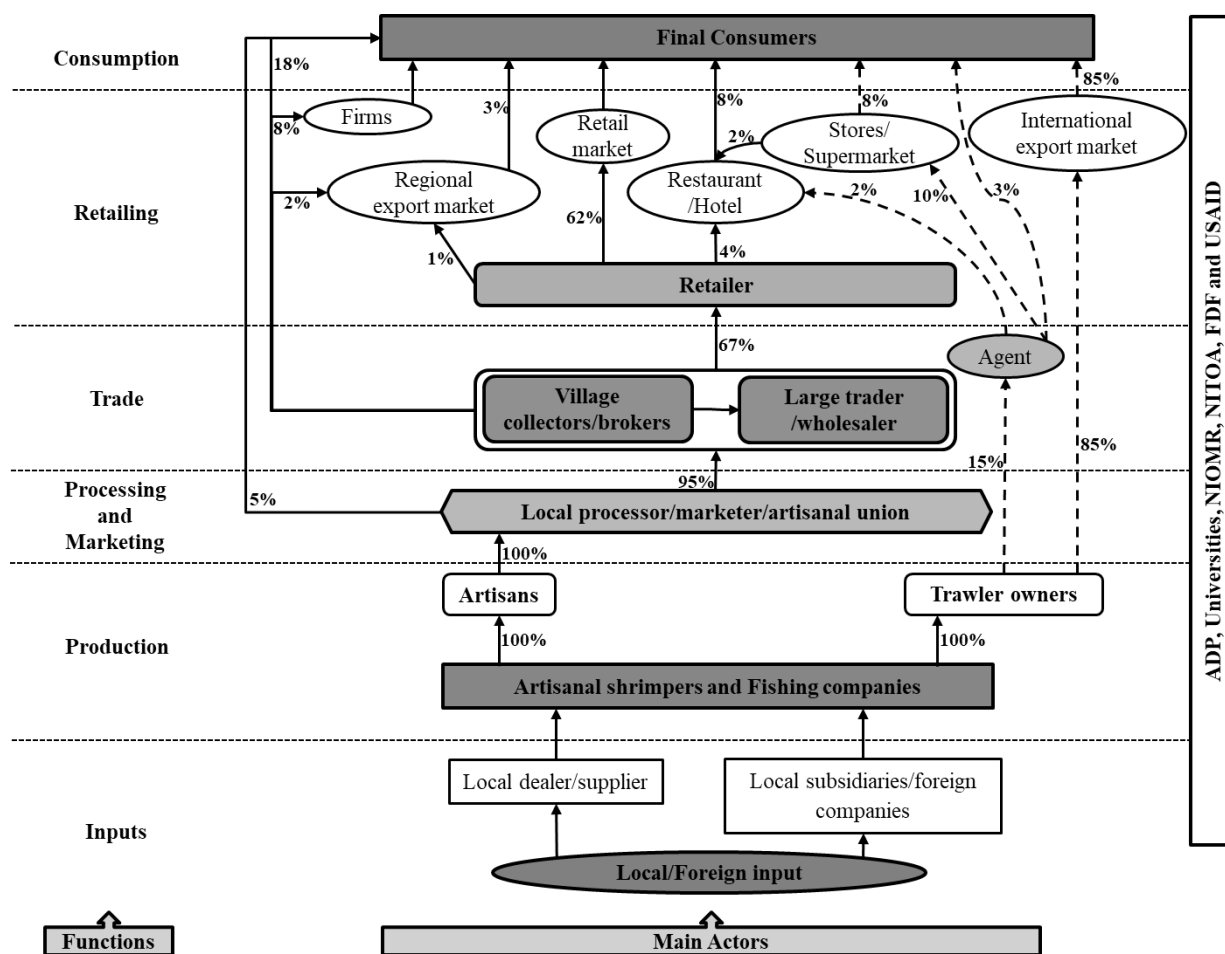 Final Consumers
Consumption
18%
85%
3%
8%
8%
Firms
8%
Retail
market
Stores/
Supermarket
International
export market
2%
Regional
export market
Restaurant
/Hotel
2%
10%
3%
Retailing
2%
62%
1%
4%
Retailer
67%
Agent
Trade
Village
collectors/brokers
Large trader
/wholesaler
15%
85%
Processing
and
Marketing
5%
95%
Local processor/marketer/artisanal union
100%
Artisans
Trawler owners
Production
100%
100%
Artisanal shrimpers and Fishing companies
Local dealer/supplier
Local subsidiaries/foreign
companies
Inputs
Local/Foreign input
Functions
Main Actors
ADP, Universities, NIOMR, NITOA, FDF and USAID